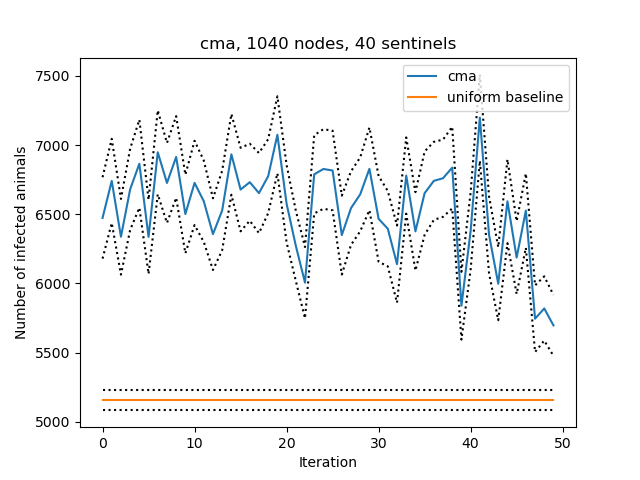 cma, 1040 nodes, 40 sentinels
cma
uniform baseline
Number of infected animals
7500
7000
6500
6000
5500
5000
0 10 20 30 40 50
Iteration